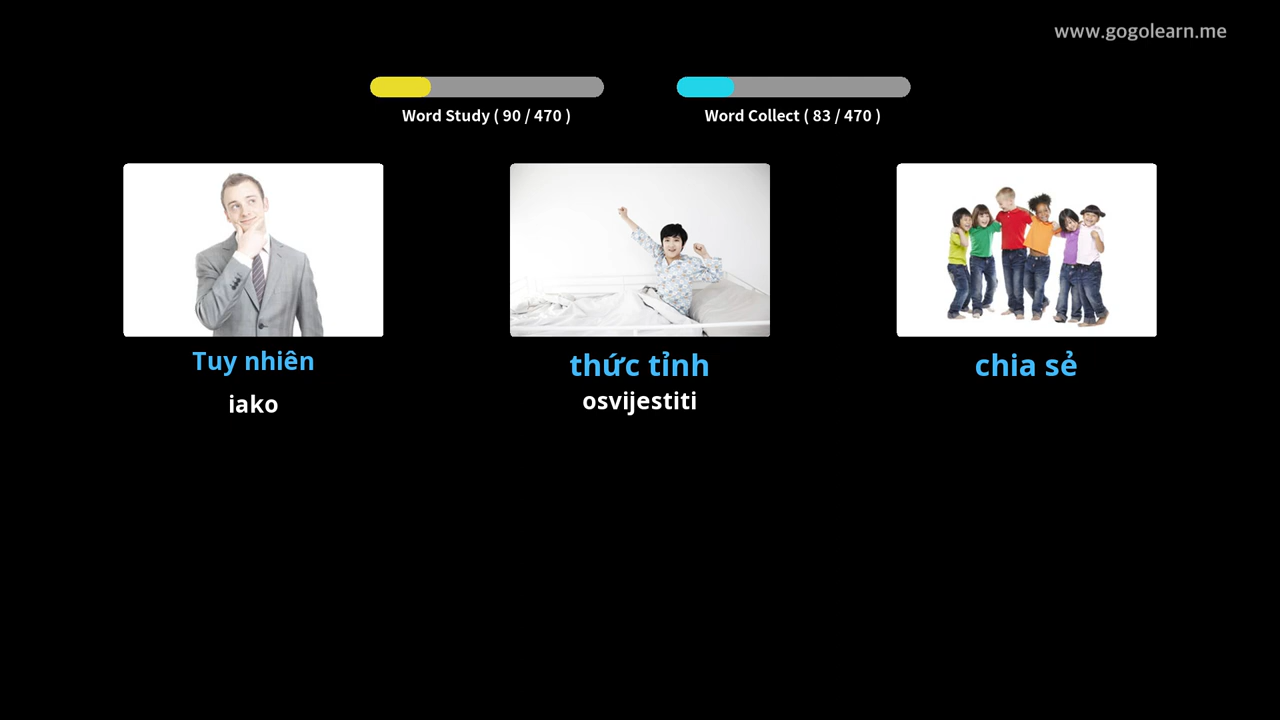 www.gogolearn.me
Word Study ( 90 / 470 )
Word Collect ( 83 / 470 )
Tuy nhiên
iako
thức tỉnh
osvijestiti
chia sẻ